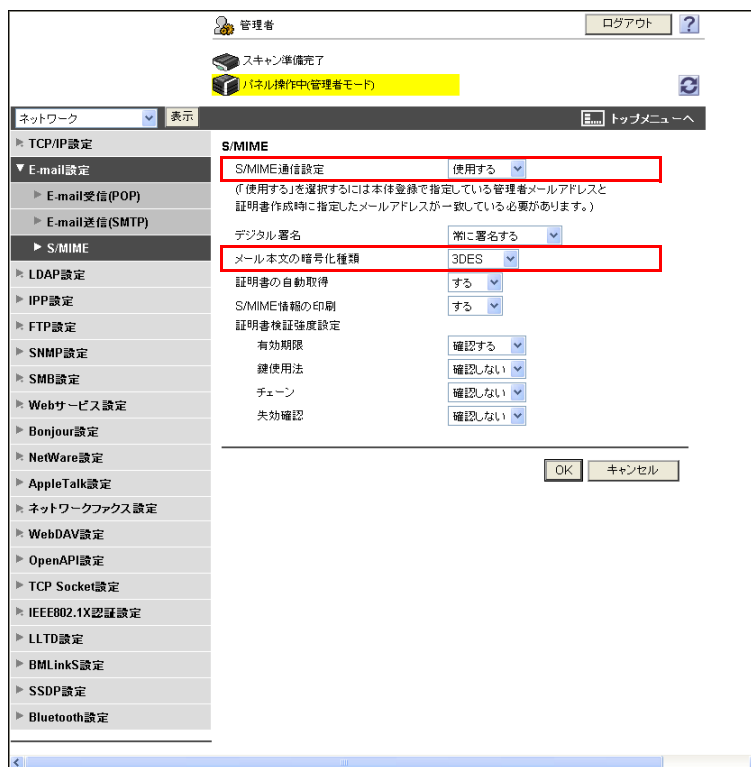 管理者
ログアウト
?
スキャン準備完了
パネル操作中(管理者モード)
ネットワーク
表示
トップメニューへ
TCP/IP設定
E-mail設定
E-mail受信(POP)
E-mail送信(SMTP)
S/MIME
LDAP設定
IPP設定
FTP設定
SNMP設定
SMB設定
Webサービス設定
Bonjour設定
NetWare設定
AppleTalk設定
ネットワークファクス設定
WebDAV設定
OpenAPI設定
TCP Socket設定
IEEE802.1X認証設定
LLTD設定
BMLinkS設定
SSDP設定
Bluetooth設定
S/MIME
S/MIME通信設定 使用する
(「使用する」を選択するには本体登録で指定している管理者メールアドレスと
証明書作成時に指定したメールアドレスが一致している必要があります。)
デジタル署名 常に署名する
メール本文の暗号化種類 3DES
証明書の自動取得 する
S/MIME情報の印刷 する
証明書検証強度設定
有効期限 確認する
鍵使用法 確認しない
チェーン 確認しない
失効確認 確認しない
OK キャンセル